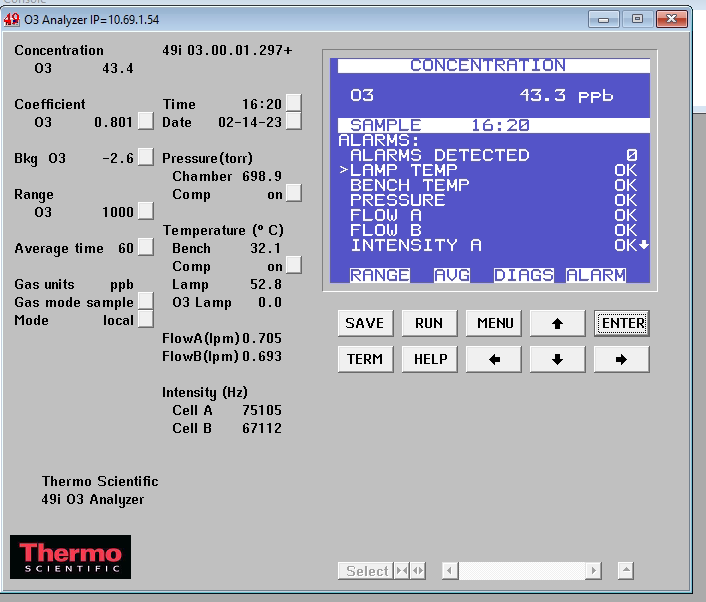 Console
49 O3 Analyzer IP=10.69.1.54
Concentration
O3 43.4
Coefficient
O3 0.801
Bkg O3 -2.6
Range
O3 1000
Average time 60
Gas units ppb
Gas mode sample
Mode local
49i 03.00.01.297+
Time 16:20
Date 02-14-23
Pressure(torr)
Chamber 698.9
Comp on
Temperature (º C)
Bench 32.1
Comp on
Lamp 52.8
O3 Lamp 0.0
FlowA(lpm) 0.705
FlowB(lpm) 0.693
Intensity (Hz)
Cell A 75105
Cell B 67112
Thermo Scientific
49i O3 Analyzer
Thermo
SCIENTIFIC
CONCENTRATION
O3 43.3 ppb
SAMPLE 16:20
ALARMS:
ALARMS DETECTED 0
>LAMP TEMP OK
BENCH TEMP OK
PRESSURE OK
FLOW A OK
FLOW B OK
INTENSITY A OK
RANGE AVG DIAGS ALARM
SAVE RUN MENU ENTER
TERM HELP
Select